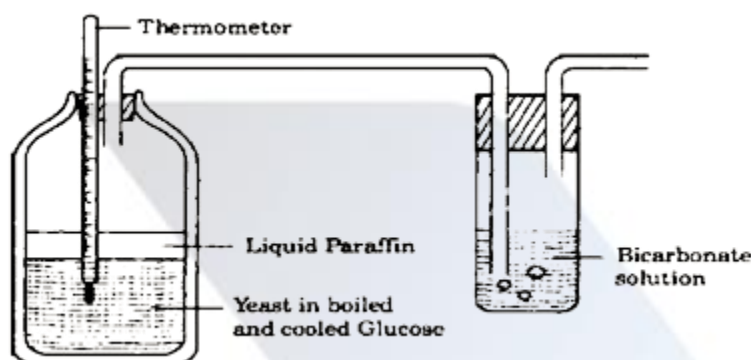 Thermometer
Liquid Paraffin
Yeast in boiled
and cooled Glucose
Bicarbonate
solution